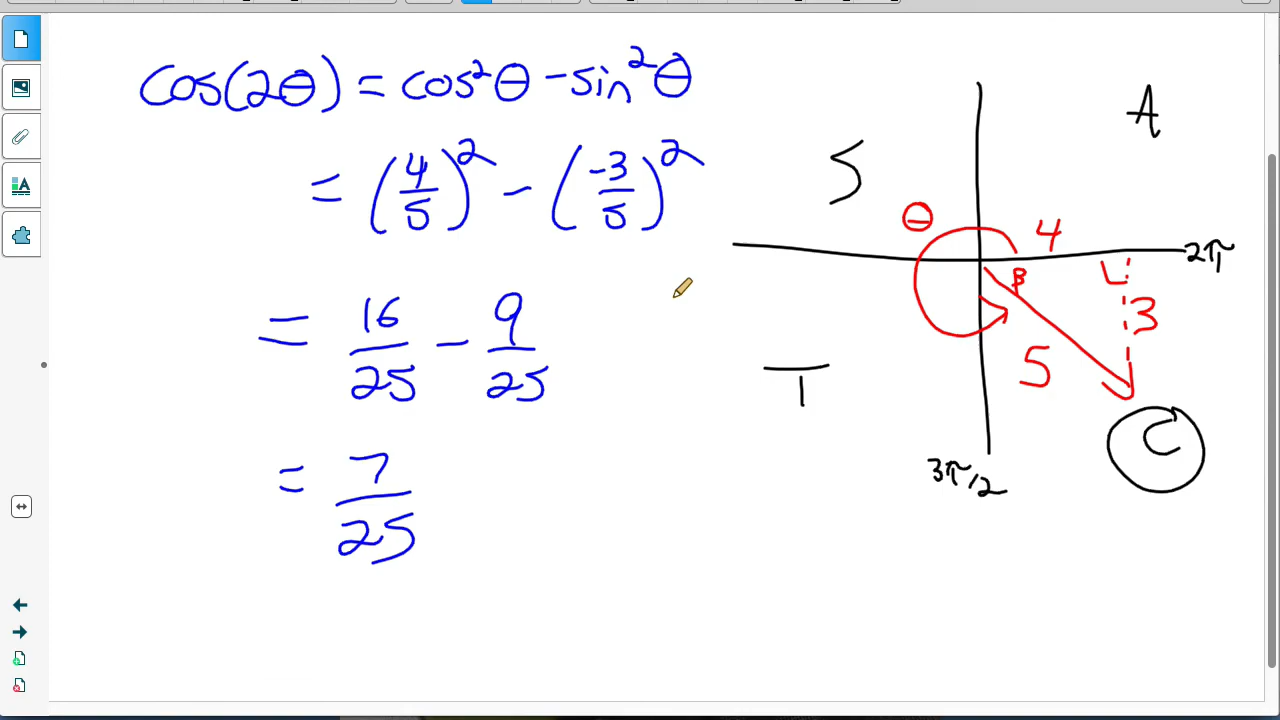 cos(2θ) = cos²θ - sin²θ
= (4/5)² - (-3/5)²
= 16/25 - 9/25
= 7/25
S
A
θ
4
2π
β
3
5
T
C
3π/2